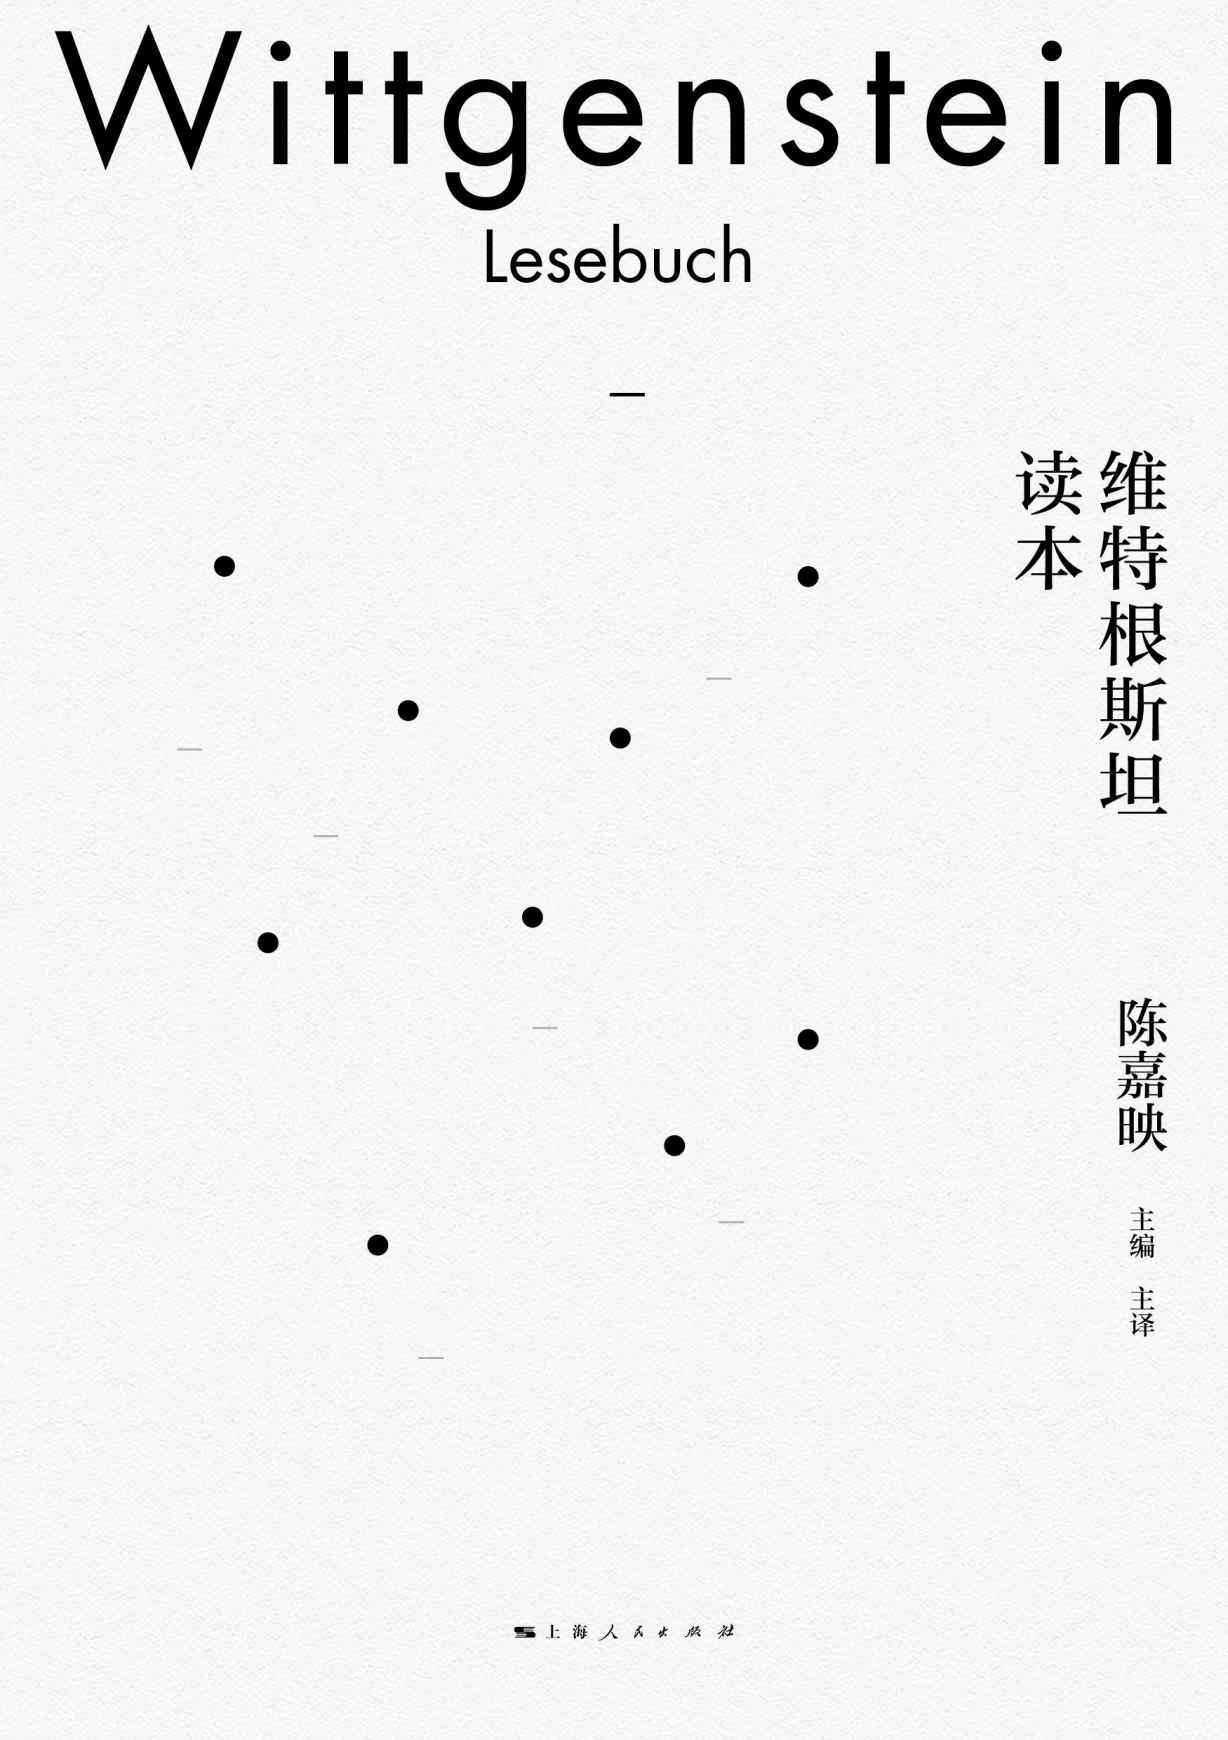 Wittgenstein
Lesebuch
维特根斯坦
读本
陈嘉映
主编 主译
上海人民出版社